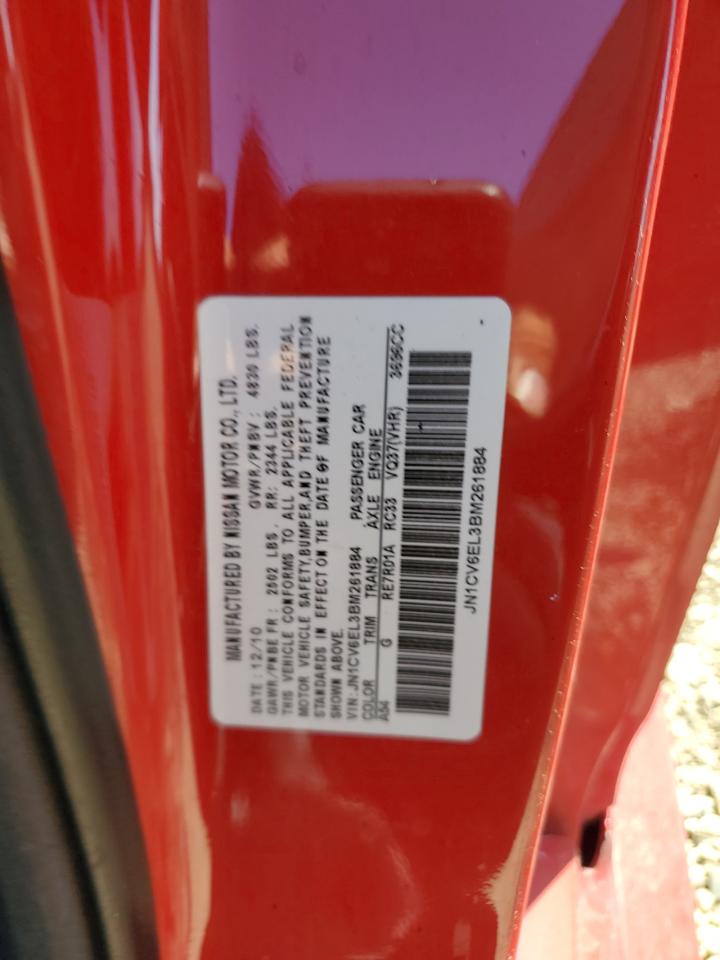 MANUFACTURED BY NISSAN MOTOR CO., LTD.
DATE: 12/10 GVWR/PNBV: 4830 LBS.
GAWR/PNBE FR: 2502 LBS. RR: 2344 LBS.
THIS VEHICLE CONFORMS TO ALL APPLICABLE FEDERAL
MOTOR VEHICLE SAFETY, BUMPER, AND THEFT PREVENTION
STANDARDS IN EFFECT ON THE DATE OF MANUFACTURE
SHOWN ABOVE.
VIN: JN1CV6EL3BM261884 PASSENGER CAR
COLOR TRIM TRANS AXLE ENGINE
A54 G RE7R01A RC33 VQ37(VHR) 3696CC
JN1CV6EL3BM261884